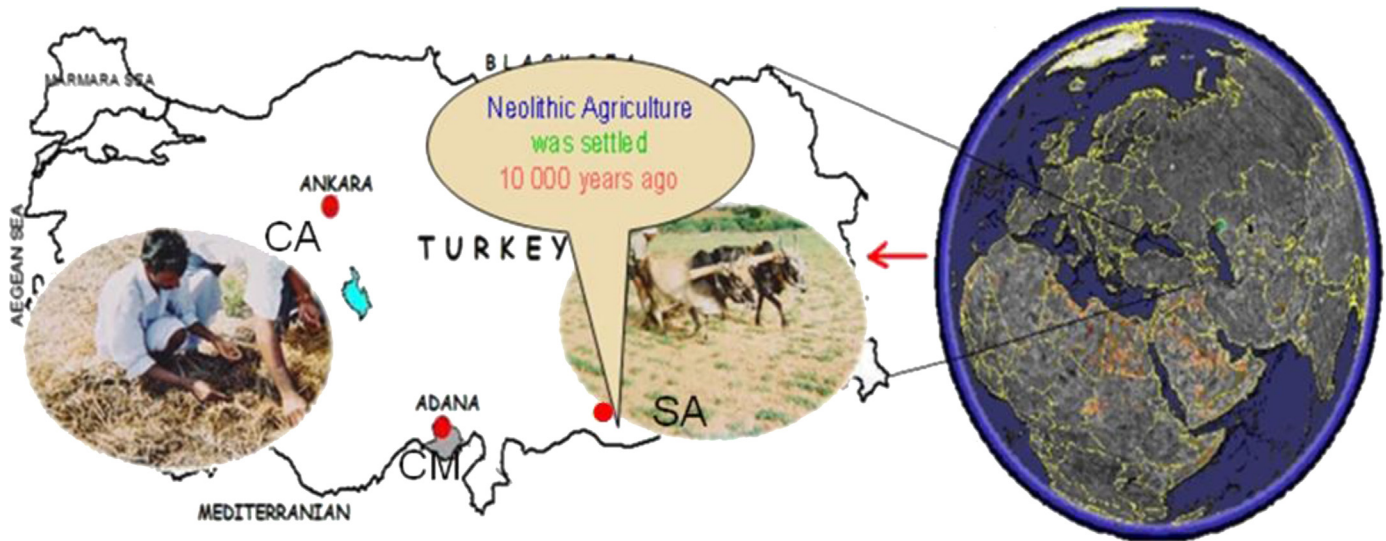 MARMARA SEA
BLACK SEA
Neolithic Agriculture
was settled
10 000 years ago
ANKARA
CA
TURKEY
AEGEAN SEA
ADANA
SA
CM
MEDITERRANIAN